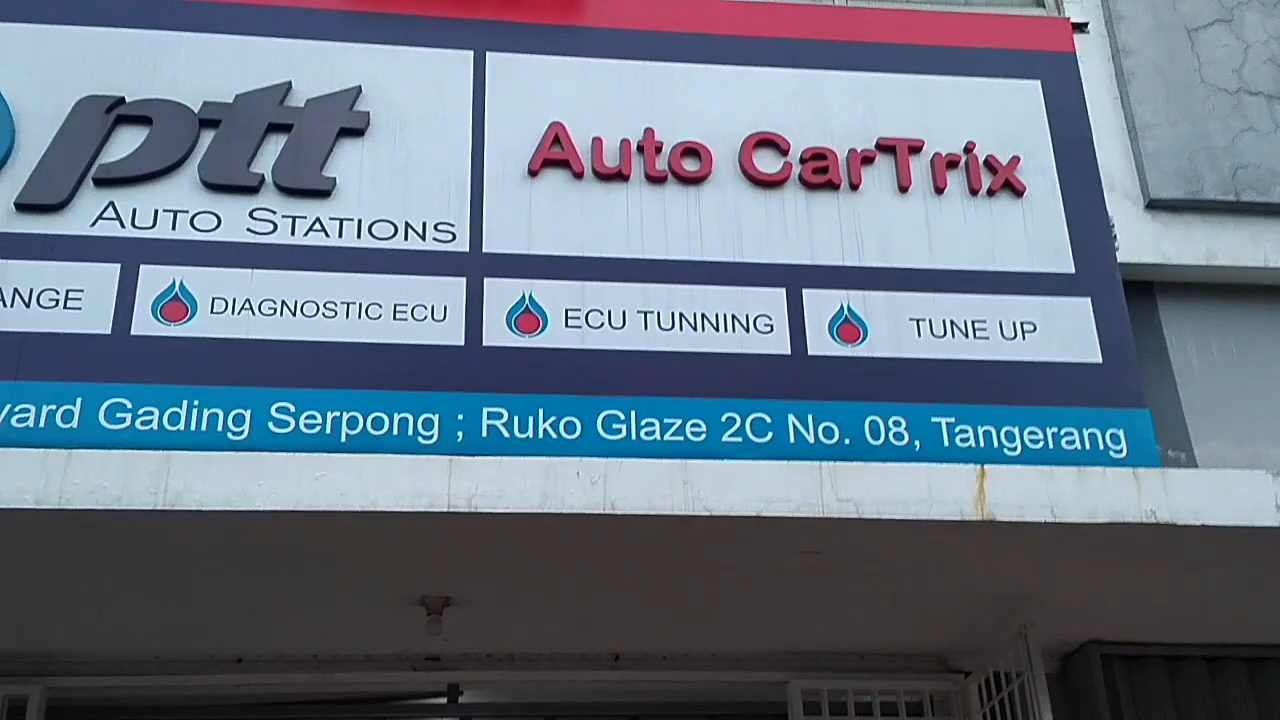 ptt
AUTO STATIONS
Auto CarTrix
ANGE
DIAGNOSTIC ECU
ECU TUNNING
TUNE UP
yard Gading Serpong ; Ruko Glaze 2C No. 08, Tangerang